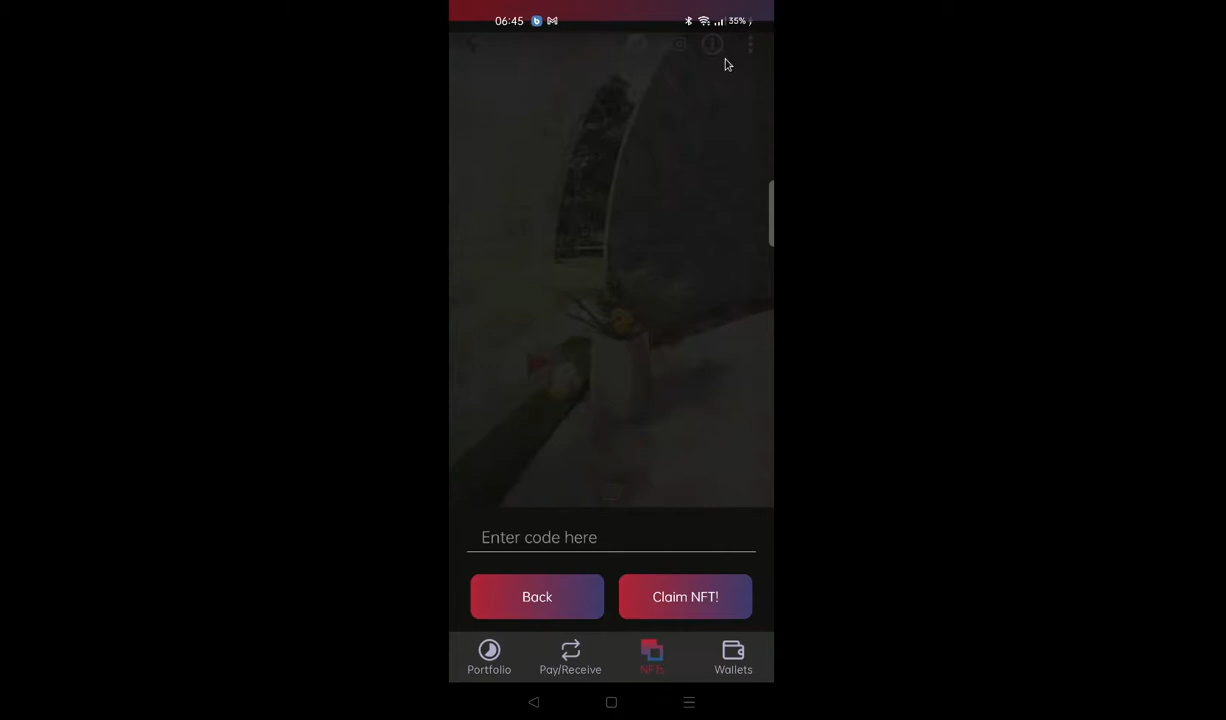 06:45
35%
Enter code here
Back
Claim NFT!
Portfolio
Pay/Receive
NFTs
Wallets